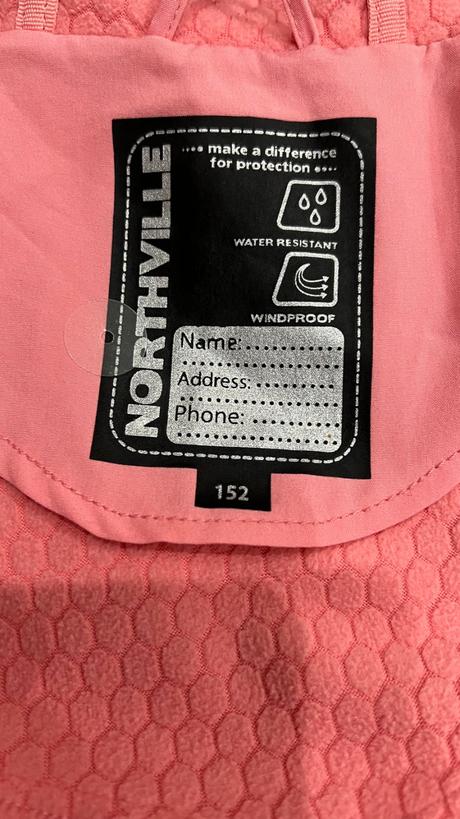 NORTHVILLE
make a difference
for protection
WATER RESISTANT
WINDPROOF
Name:
Address:
Phone:
152